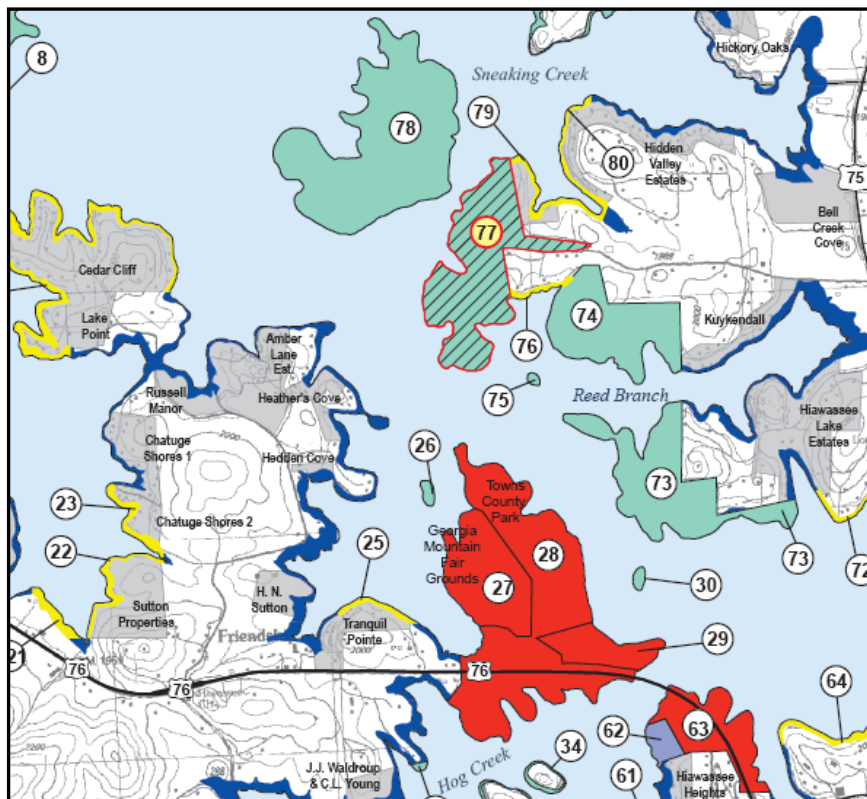 Hickory Oaks
8
Sneaking Creek
79
78
80
Hidden
Valley
Estates
75
77
Bell
Creek
Cove
Cedar Cliff
Lake
Point
74
Kuykendall
76
Amber
Lane
Est.
75
Reed Branch
Russell
Manor
Heather's Cove
Hiawassee
Lake
Estates
Chatuge
Shores 1
26
Hedden Cove
Towns
County
Park
73
23
Chatuge Shores 2
Georgia
Mountain
Fair
Grounds
28
22
25
73
72
27
30
H. N.
Sutton
Sutton
Properties
Tranquil
Pointe
2000
29
21
76
76
76
64
62
63
34
J.J. Waldroup
& C.L. Young
Hog Creek
61
Hiawassee
Heights